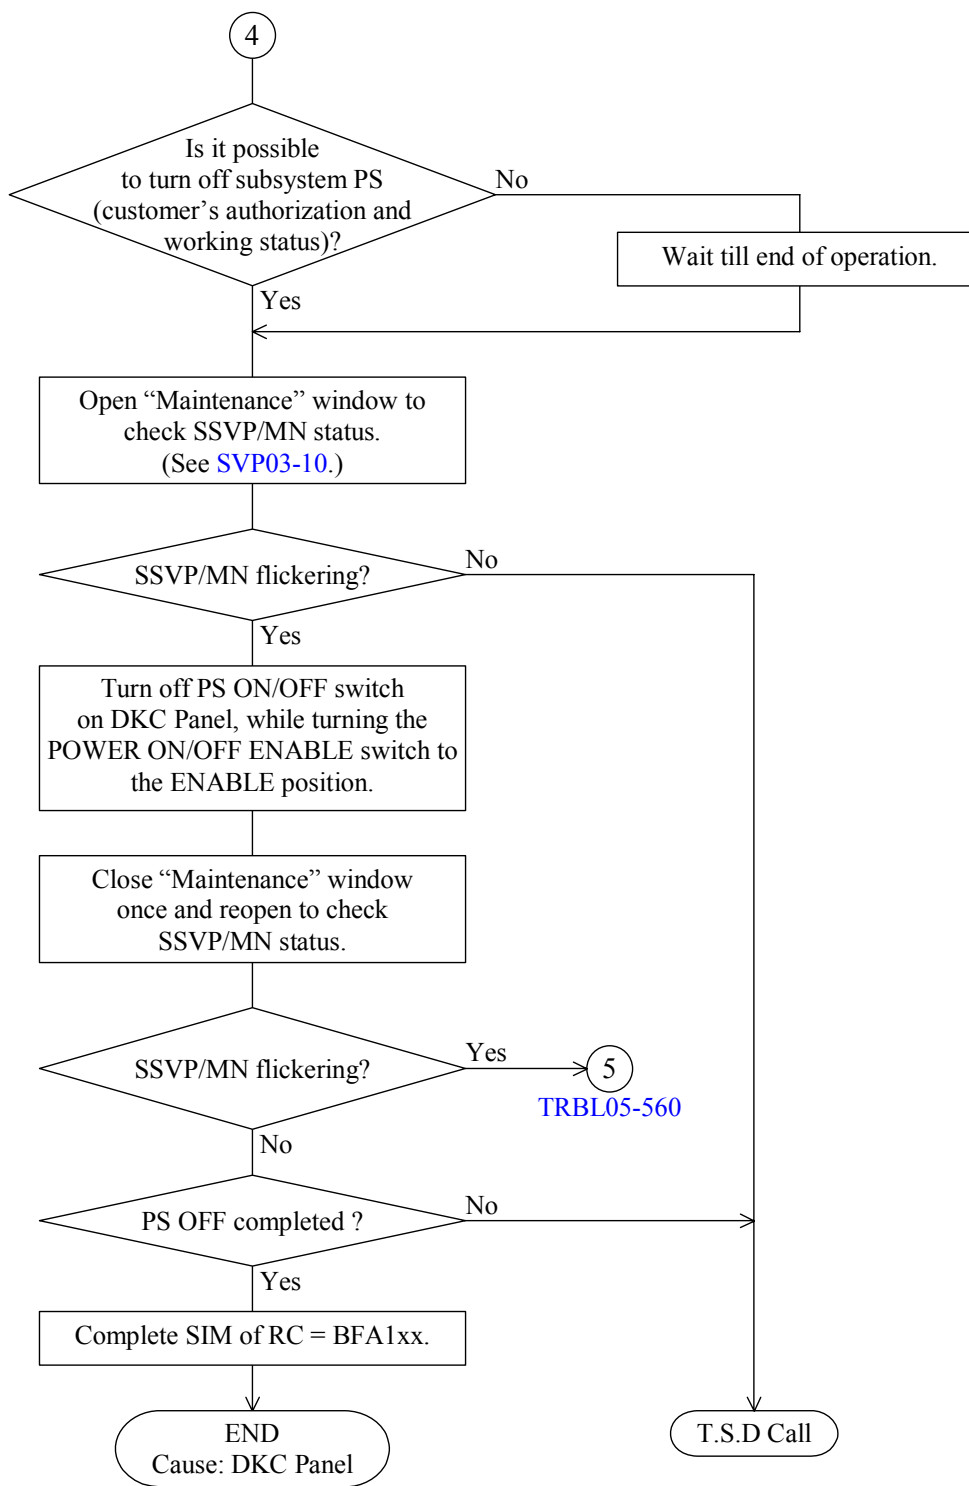 4
Is it possible
to turn off subsystem PS
(customer’s authorization and
working status)?
No
Wait till end of operation.
Yes
Open “Maintenance” window to
check SSVP/MN status.
(See SVP03-10.)
SSVP/MN flickering?
No
Yes
Turn off PS ON/OFF switch
on DKC Panel, while turning the
POWER ON/OFF ENABLE switch to
the ENABLE position.
Close “Maintenance” window
once and reopen to check
SSVP/MN status.
SSVP/MN flickering?
Yes
5
TRBL05-560
No
PS OFF completed ?
No
Yes
Complete SIM of RC = BFA1xx.
END
Cause: DKC Panel
T.S.D Call